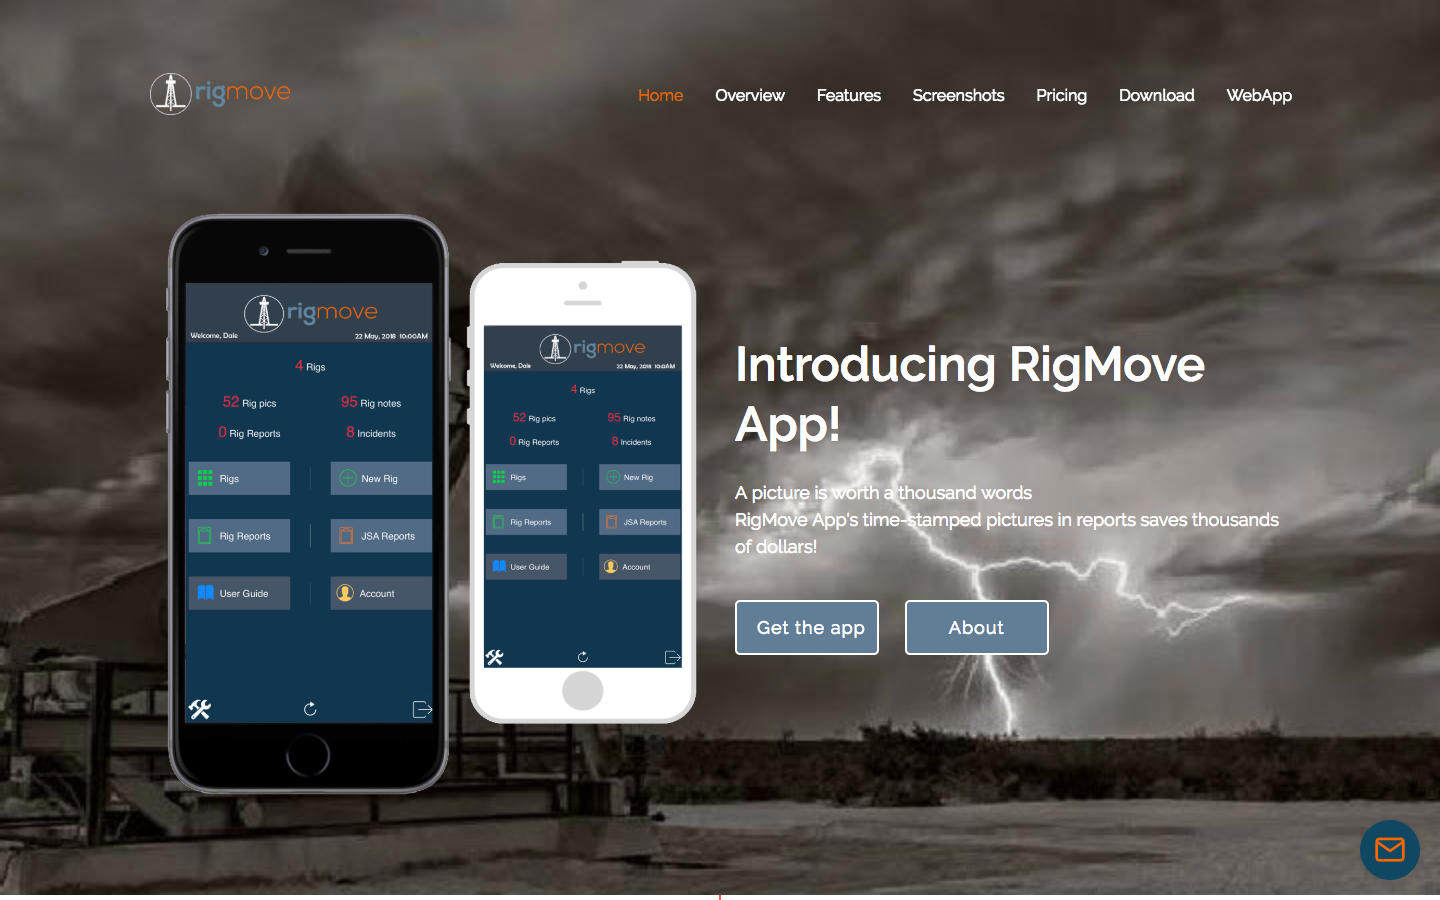 rigmove
Home Overview Features Screenshots Pricing Download WebApp
rigmove
Welcome, Dale 22 May, 2018 10:00AM
4 Rigs
52 Rig pics 95 Rig notes
0 Rig Reports 8 Incidents
Rigs New Rig
Rig Reports JSA Reports
User Guide Account
rigmove
Welcome, Dale 22 May, 2018 10:00AM
4 Rigs
52 Rig pics 95 Rig notes
0 Rig Reports 8 Incidents
Rigs New Rig
Rig Reports JSA Reports
User Guide Account
Introducing RigMove
App!
A picture is worth a thousand words
RigMove App's time-stamped pictures in reports saves thousands
of dollars!
Get the app About